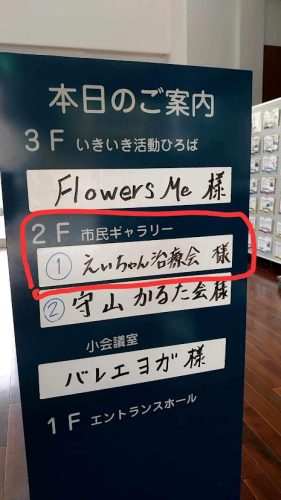 本日のご案内
3F いきいき活動ひろば
Flowers Me 様
2F 市民ギャラリー
① えいちゃん治療会 様
② 守山かるた会様
小会議室
バレエヨガ 様
1F エントランスホール